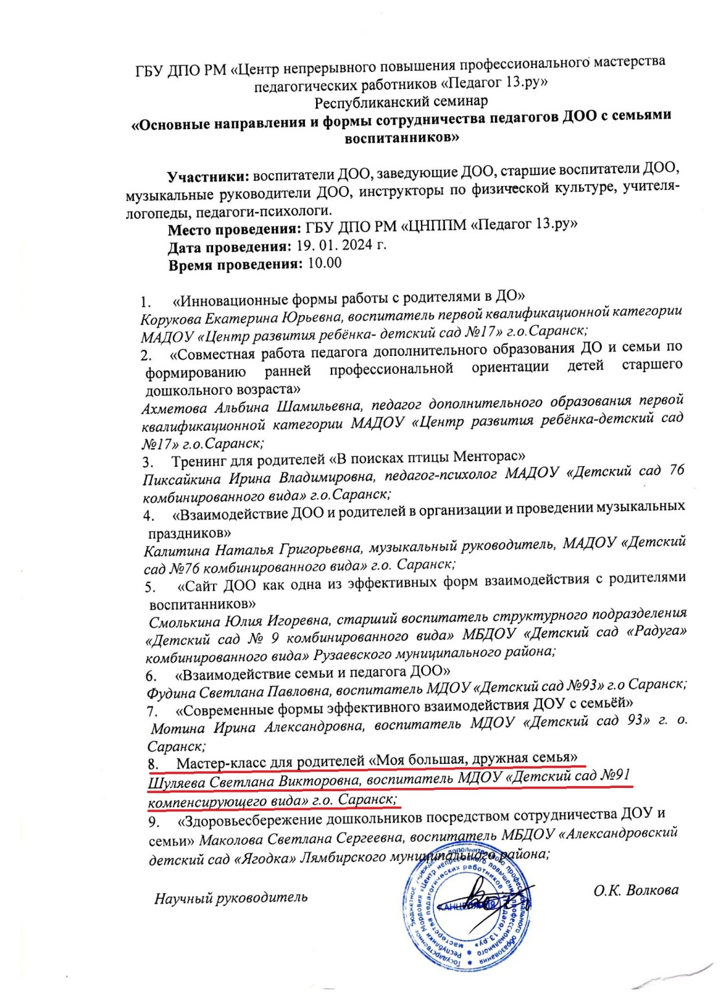 ГБУ ДПО РМ «Центр непрерывного повышения профессионального мастерства
педагогических работников «Педагог 13.ру»
Республиканский семинар
«Основные направления и формы сотрудничества педагогов ДОО с семьями
воспитанников»
Участники: воспитатели ДОО, заведующие ДОО, старшие воспитатели ДОО,
музыкальные руководители ДОО, инструкторы по физической культуре, учителя-
логопеды, педагоги-психологи.
Место проведения: ГБУ ДПО РМ «ЦНППМ «Педагог 13.ру»
Дата проведения: 19. 01. 2024 г.
Время проведения: 10.00
1. «Инновационные формы работы с родителями в ДО»
Корукова Екатерина Юрьевна, воспитатель первой квалификационной категории
МАДОУ «Центр развития ребёнка- детский сад №17» г.о.Саранск;
2. «Совместная работа педагога дополнительного образования ДО и семьи по
формированию ранней профессиональной ориентации детей старшего
дошкольного возраста»
Ахметова Альбина Шамильевна, педагог дополнительного образования первой
квалификационной категории МАДОУ «Центр развития ребёнка-детский сад
№17» г.о.Саранск;
3. Тренинг для родителей «В поисках птицы Менторас»
Пиксайкина Ирина Владимировна, педагог-психолог МАДОУ «Детский сад 76
комбинированного вида» г.о.Саранск;
4. «Взаимодействие ДОО и родителей в организации и проведении музыкальных
праздников»
Калитина Наталья Григорьевна, музыкальный руководитель, МАДОУ «Детский
сад №76 комбинированного вида» г.о. Саранск;
5. «Сайт ДОО как одна из эффективных форм взаимодействия с родителями
воспитанников»
Смолькина Юлия Игоревна, старший воспитатель структурного подразделения
«Детский сад № 9 комбинированного вида» МБДОУ «Детский сад «Радуга»
комбинированного вида» Рузаевского муниципального района;
6. «Взаимодействие семьи и педагога ДОО»
Фудина Светлана Павловна, воспитатель МДОУ «Детский сад №93» г.о Саранск;
7. «Современные формы эффективного взаимодействия ДОУ с семьёй»
Мотина Ирина Александровна, воспитатель МДОУ «Детский сад 93» г. о.
Саранск;
8. Мастер-класс для родителей «Моя большая, дружная семья»
Шуляева Светлана Викторовна, воспитатель МДОУ «Детский сад №91
компенсирующего вида» г.о. Саранск;
9. «Здоровьесбережение дошкольников посредством сотрудничества ДОУ и
семьи» Маколова Светлана Сергеевна, воспитатель МБДОУ «Александровский
детский сад «Ягодка» Лямбирского муниципального района;
Научный руководитель О.К. Волкова
Государственное бюджетное учреждение дополнительного профессионального образования
Республики Мордовия «Центр непрерывного повышения профессионального
мастерства педагогических работников «Педагог 13.ру»
КАНЦЕЛЯРИЯ